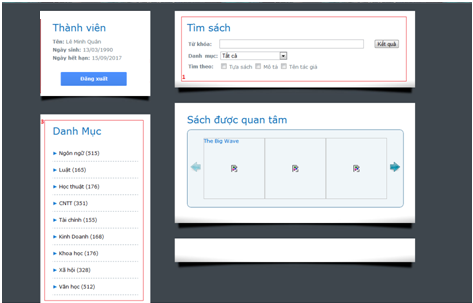 Thành viên
Tên: Lê Minh Quân
Ngày sinh: 13/03/1990
Ngày hết hạn: 15/09/2017
Đăng xuất
Tìm sách
Từ khóa:
Kết quả
Danh mục: Tất cả
Tìm theo: Tựa sách Mô tả Tên tác giả
1
Danh Mục
Ngôn ngữ (515)
Luật (165)
Học thuật (176)
CNTT (351)
Tài chính (155)
Kinh Doanh (168)
Khoa học (176)
Xã hội (328)
Văn học (512)
Sách được quan tâm
The Big Wave